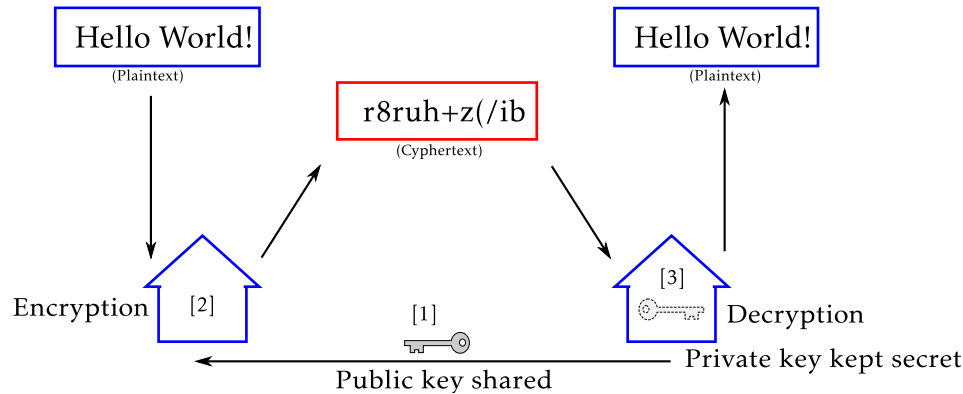 Hello World!
(Plaintext)
Hello World!
(Plaintext)
r8ruh+z(/ib
(Cyphertext)
Encryption
[2]
[3]
Decryption
[1]
Private key kept secret
Public key shared